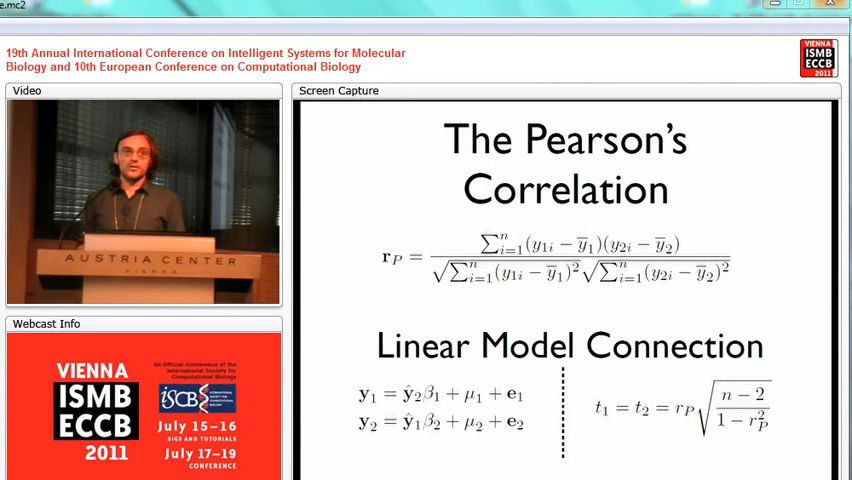 e.mc2
19th Annual International Conference on Intelligent Systems for Molecular
Biology and 10th European Conference on Computational Biology
VIENNA
ISMB
ECCB
2011
Video
Screen Capture
AUSTRIA CENTER
VIENNA
The Pearson's
Correlation
r_P = \frac{\sum_{i=1}^{n}(y_{1i} - \overline{y}_1)(y_{2i} - \overline{y}_2)}{\sqrt{\sum_{i=1}^{n}(y_{1i} - \overline{y}_1)^2}\sqrt{\sum_{i=1}^{n}(y_{2i} - \overline{y}_2)^2}}
Linear Model Connection
y_1 = \hat{y}_2\beta_1 + \mu_1 + e_1
y_2 = \hat{y}_1\beta_2 + \mu_2 + e_2
t_1 = t_2 = r_P\sqrt{\frac{n-2}{1-r_P^2}}
Webcast Info
VIENNA
ISMB
ECCB
2011
An Official Conference of the
International Society for
Computational Biology
ISCB
INTERNATIONAL
SOCIETY FOR
COMPUTATIONAL
BIOLOGY
July 15-16
SIGS AND TUTORIALS
July 17-19
CONFERENCE